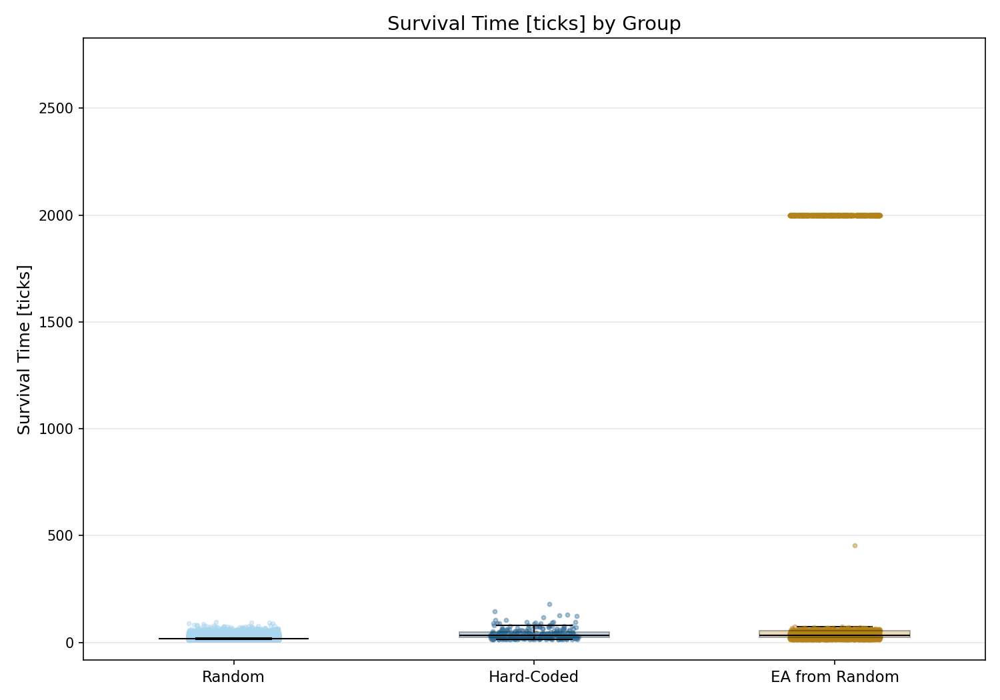 Survival Time [ticks] by Group
Survival Time [ticks]
2500
2000
1500
1000
500
0
Random
Hard-Coded
EA from Random